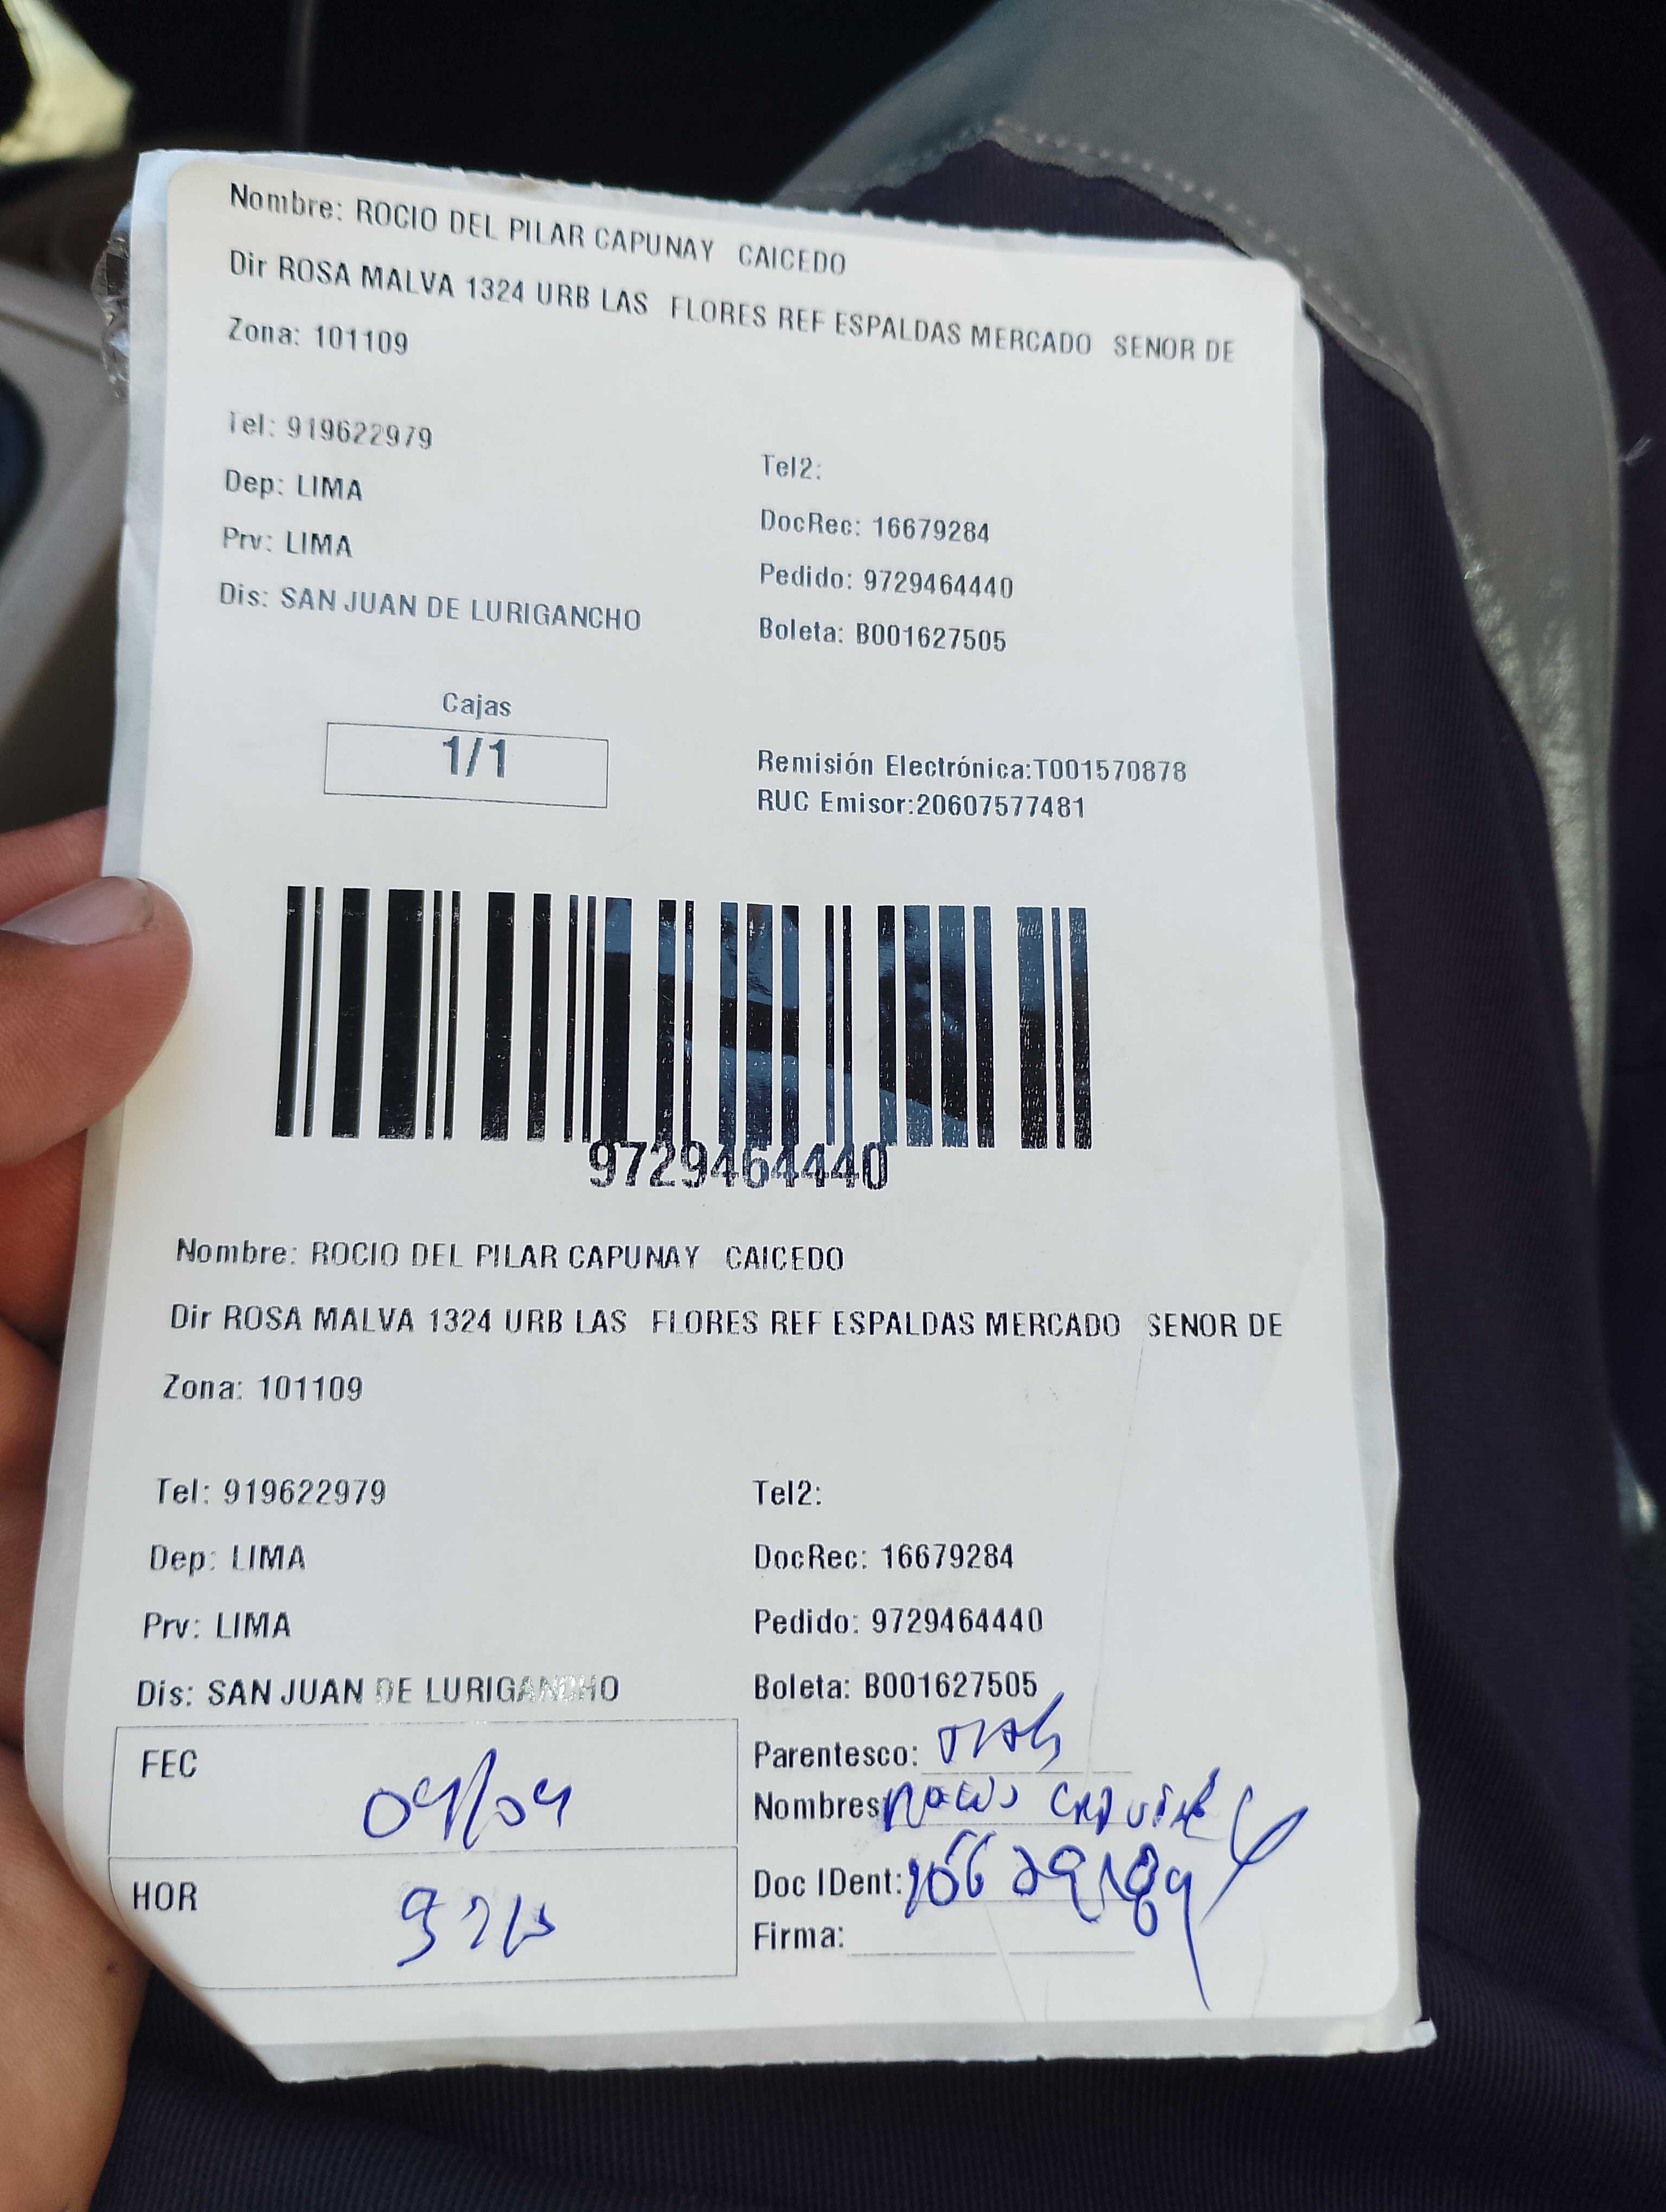 Nombre: ROCIO DEL PILAR CAPUNAY CAICEDO
Dir ROSA MALVA 1324 URB LAS FLORES REF ESPALDAS MERCADO SENOR DE
Zona: 101109
Tel: 919622979
Tel2:
Dep: LIMA
DocRec: 16679284
Prv: LIMA
Pedido: 9729464440
Dis: SAN JUAN DE LURIGANCHO
Boleta: B001627505
Cajas
1/1
Remisión Electrónica:T001570878
RUC Emisor:20607577481
9729464440
Nombre: ROCIO DEL PILAR CAPUNAY CAICEDO
Dir ROSA MALVA 1324 URB LAS FLORES REF ESPALDAS MERCADO SENOR DE
Zona: 101109
Tel: 919622979
Tel2:
Dep: LIMA
DocRec: 16679284
Prv: LIMA
Pedido: 9729464440
Dis: SAN JUAN DE LURIGANCHO
Boleta: B001627505
FEC 09/09
Parentesco:
Nombres
HOR
Doc IDent:
Firma: